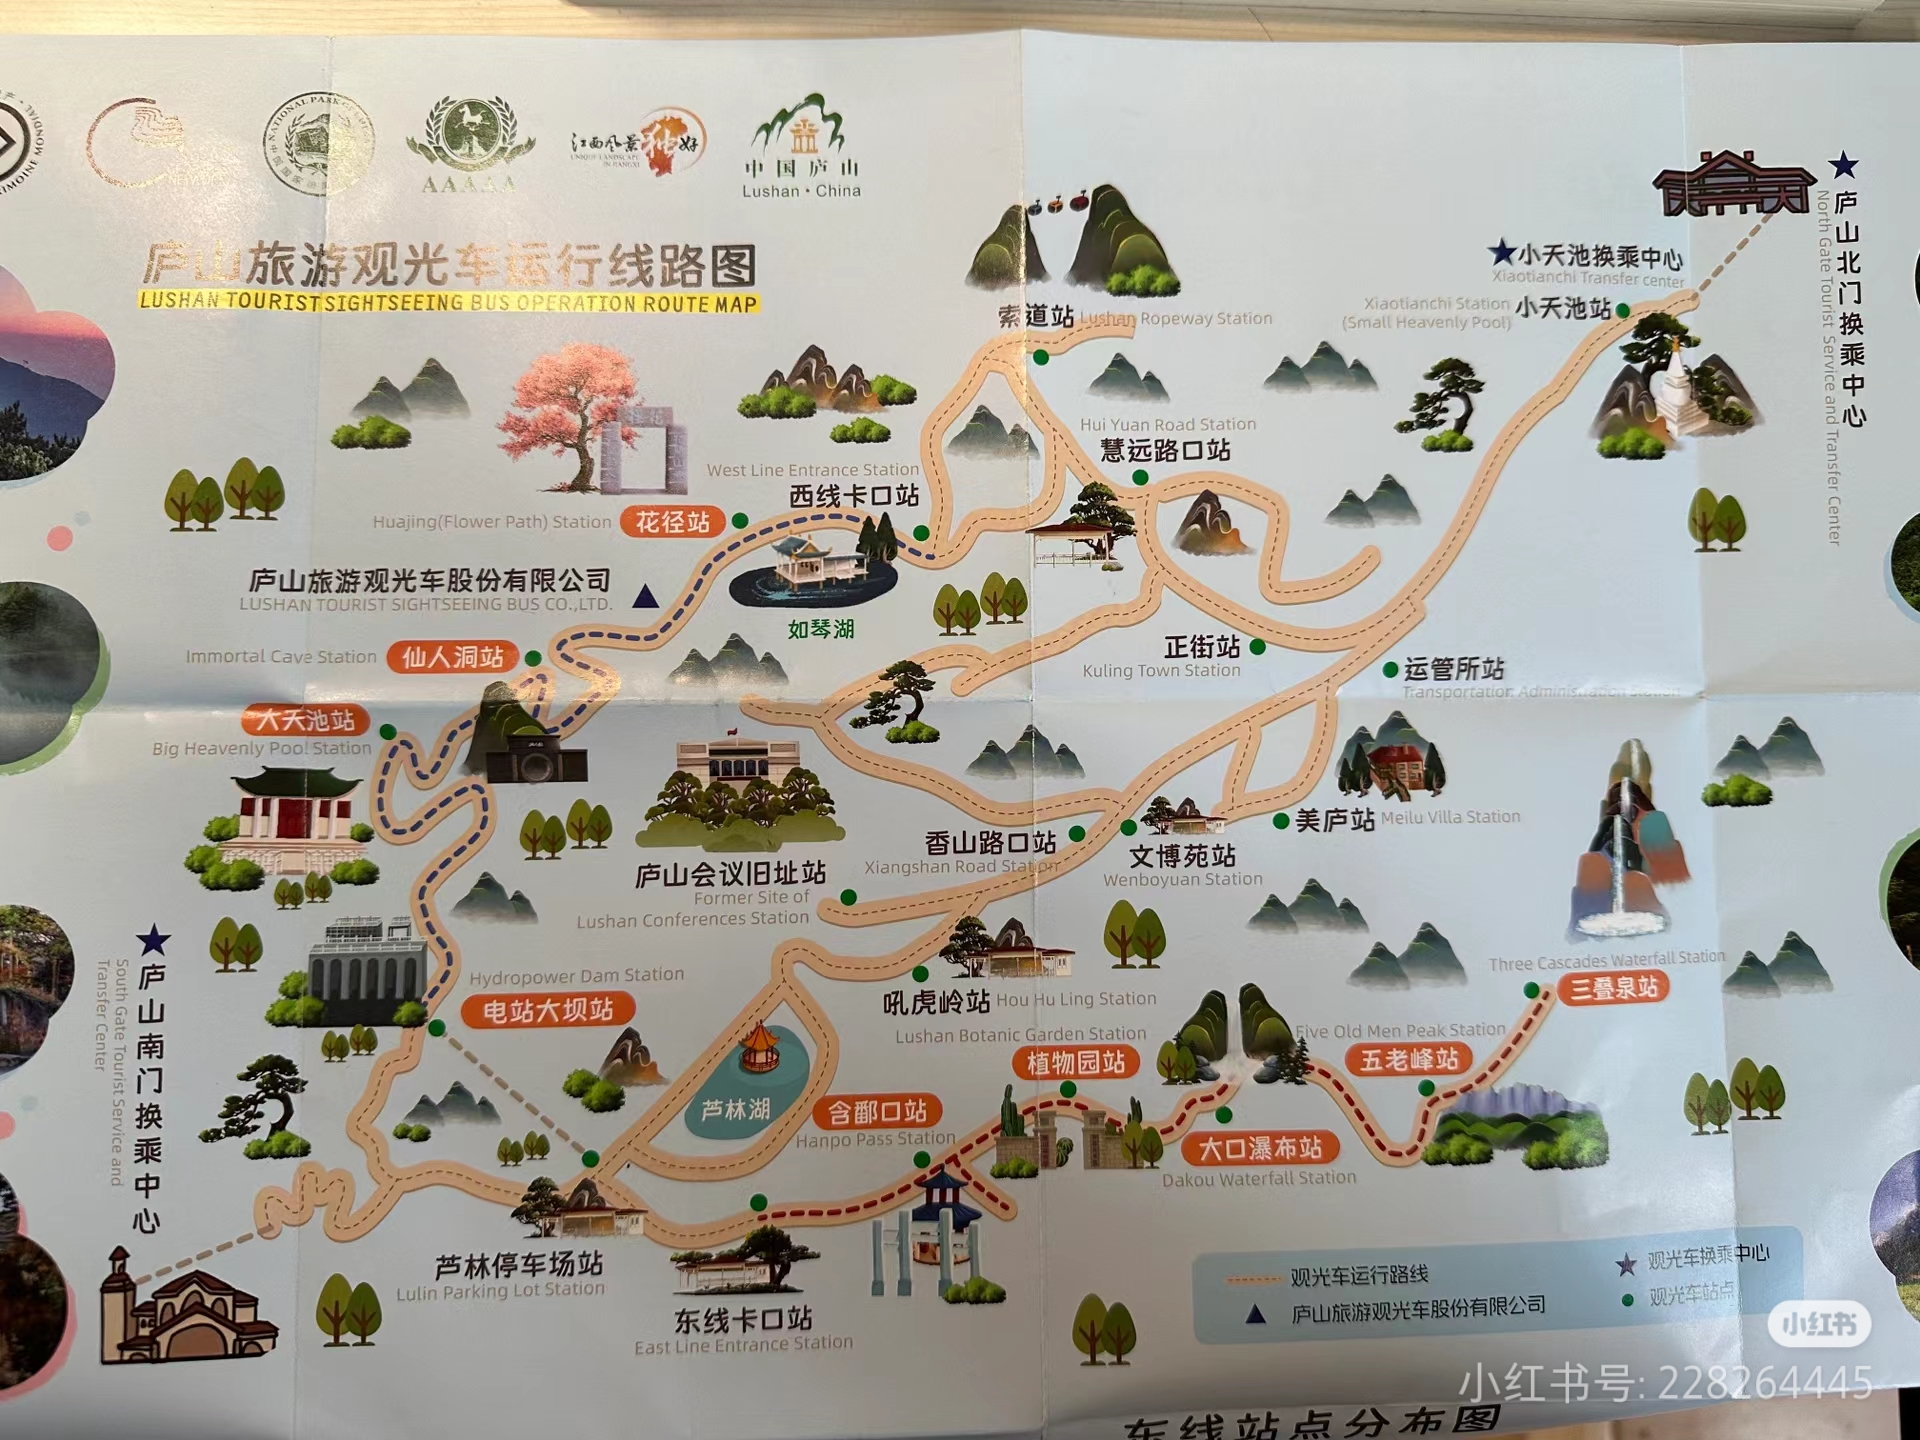 MONDIAL
PATRIMOINE
NATIONAL PARK OF
AAAAA
江西风景独好
UNIQUE LANDSCAPE
IN JIANGXI
中国庐山
Lushan·China
庐山旅游观光车运行线路图
LUSHAN TOURIST SIGHTSEEING BUS OPERATION ROUTE MAP
庐山北门换乘中心
North Gate Tourist Service and Transfer Center
小天池换乘中心
Xiaotianchi Transfer center
Xiaotianchi Station
(Small Heavenly Pool)
小天池站
索道站
Lushan Ropeway Station
Hui Yuan Road Station
慧远路口站
West Line Entrance Station
西线卡口站
Huajing(Flower Path) Station
花径站
花径
庐山旅游观光车股份有限公司
LUSHAN TOURIST SIGHTSEEING BUS CO.,LTD.
如琴湖
Immortal Cave Station
仙人洞站
正街站
Kuling Town Station
运管所站
Transportation Administration Station
大天池站
Big Heavenly Pool Station
美庐站
Meilu Villa Station
香山路口站
Xiangshan Road Station
文博苑站
Wenboyuan Station
庐山会议旧址站
Former Site of
Lushan Conferences Station
庐山南门换乘中心
South Gate Tourist Service and
Transfer Center
Hydropower Dam Station
电站大坝站
吼虎岭站
Hou Hu Ling Station
Three Cascades Waterfall Station
三叠泉站
Lushan Botanic Garden Station
植物园站
Five Old Men Peak Station
五老峰站
芦林湖
含鄱口站
Hanpo Pass Station
大口瀑布站
Dakou Waterfall Station
芦林停车场站
Lulin Parking Lot Station
东线卡口站
East Line Entrance Station
观光车运行路线
观光车换乘中心
庐山旅游观光车股份有限公司
观光车站点
小红书
小红书号: 228264445
东线站点分布图